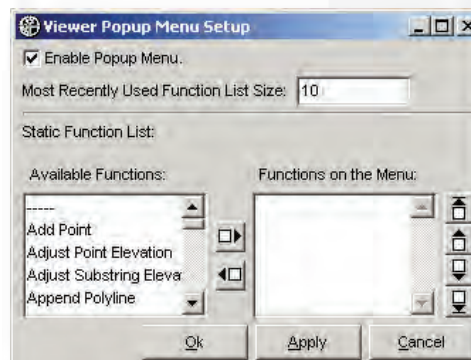 Viewer Popup Menu Setup
Enable Popup Menu.
Most Recently Used Function List Size: 10
Static Function List:
Available Functions: Functions on the Menu:
-----
Add Point
Adjust Point Elevation
Adjust Substring Eleva
Append Polyline
Ok Apply Cancel